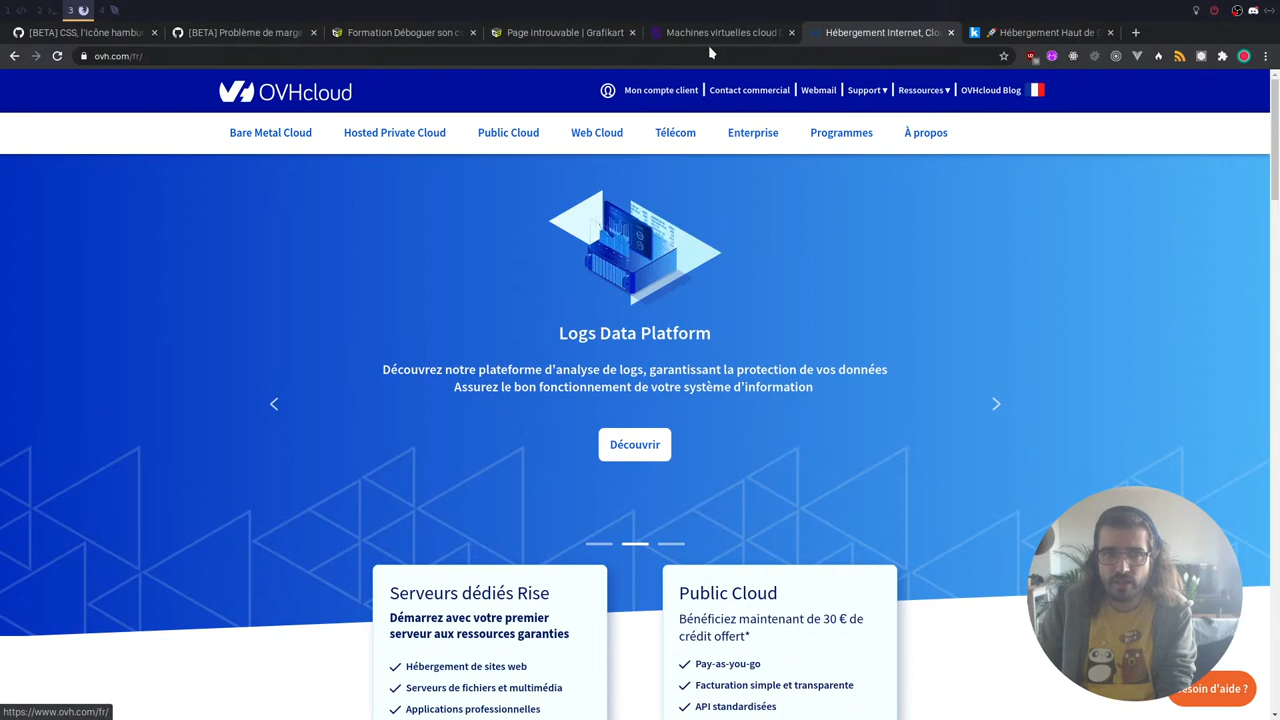 1
2
3
4
[BETA] CSS, l'icône hambu
[BETA] Problème de marge
Formation Déboguer son c
Page introuvable | Grafikart
Machines virtuelles cloud
Hébergement Internet, Clo
Hébergement Haut de
ovh.com/fr/
OVHcloud
Mon compte client
Contact commercial
Webmail
Support
Ressources
OVHcloud Blog
Bare Metal Cloud
Hosted Private Cloud
Public Cloud
Web Cloud
Télécom
Enterprise
Programmes
À propos
Logs Data Platform
Découvrez notre plateforme d'analyse de logs, garantissant la protection de vos données
Assurez le bon fonctionnement de votre système d'information
Découvrir
Serveurs dédiés Rise
Démarrez avec votre premier
serveur aux ressources garanties
Hébergement de sites web
Serveurs de fichiers et multimédia
Applications professionnelles
Public Cloud
Bénéficiez maintenant de 30 € de
crédit offert*
Pay-as-you-go
Facturation simple et transparente
API standardisées
esoin d'aide ?
https://www.ovh.com/fr/